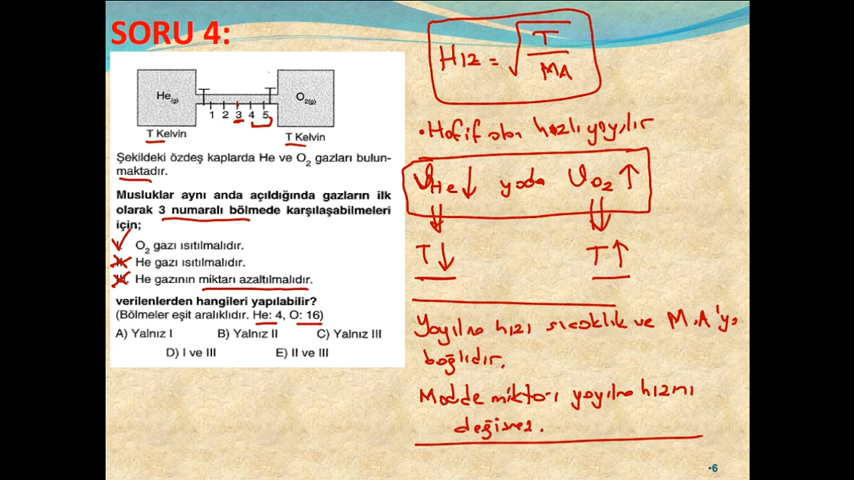 SORU 4:
He(g)
O2(g)
1 2 3 4 5
T Kelvin
T Kelvin
Şekildeki özdeş kaplarda He ve O2 gazları bulun-
maktadır.
Musluklar aynı anda açıldığında gazların ilk
olarak 3 numaralı bölmede karşılaşabilmeleri
için;
I. O2 gazı ısıtılmalıdır.
II. He gazı ısıtılmalıdır.
III. He gazının miktarı azaltılmalıdır.
verilenlerden hangileri yapılabilir?
(Bölmeler eşit aralıklıdır. He: 4, O: 16)
A) Yalnız I B) Yalnız II C) Yalnız III
D) I ve III E) II ve III
Hız = √T/MA
• Hafif olan hızlı yayılır
ϑHe↓ yada ϑO2↑
T↓ T↑
Yayılma hızı sıcaklık ve M.A'ya
bağlıdır.
Madde miktarı yayılma hızını
değişmez.
•6